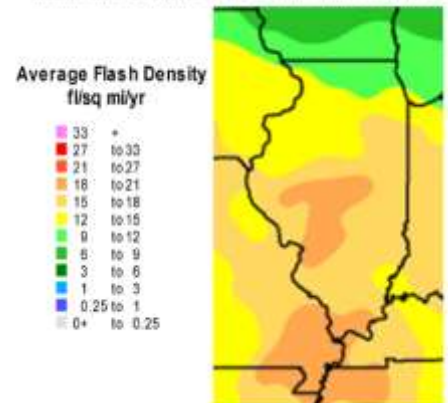 Average Flash Density
fl/sq mi/yr
33 +
27 to 33
21 to 27
18 to 21
15 to 18
12 to 15
9 to 12
6 to 9
3 to 6
1 to 3
0.25 to 1
0+ to 0.25